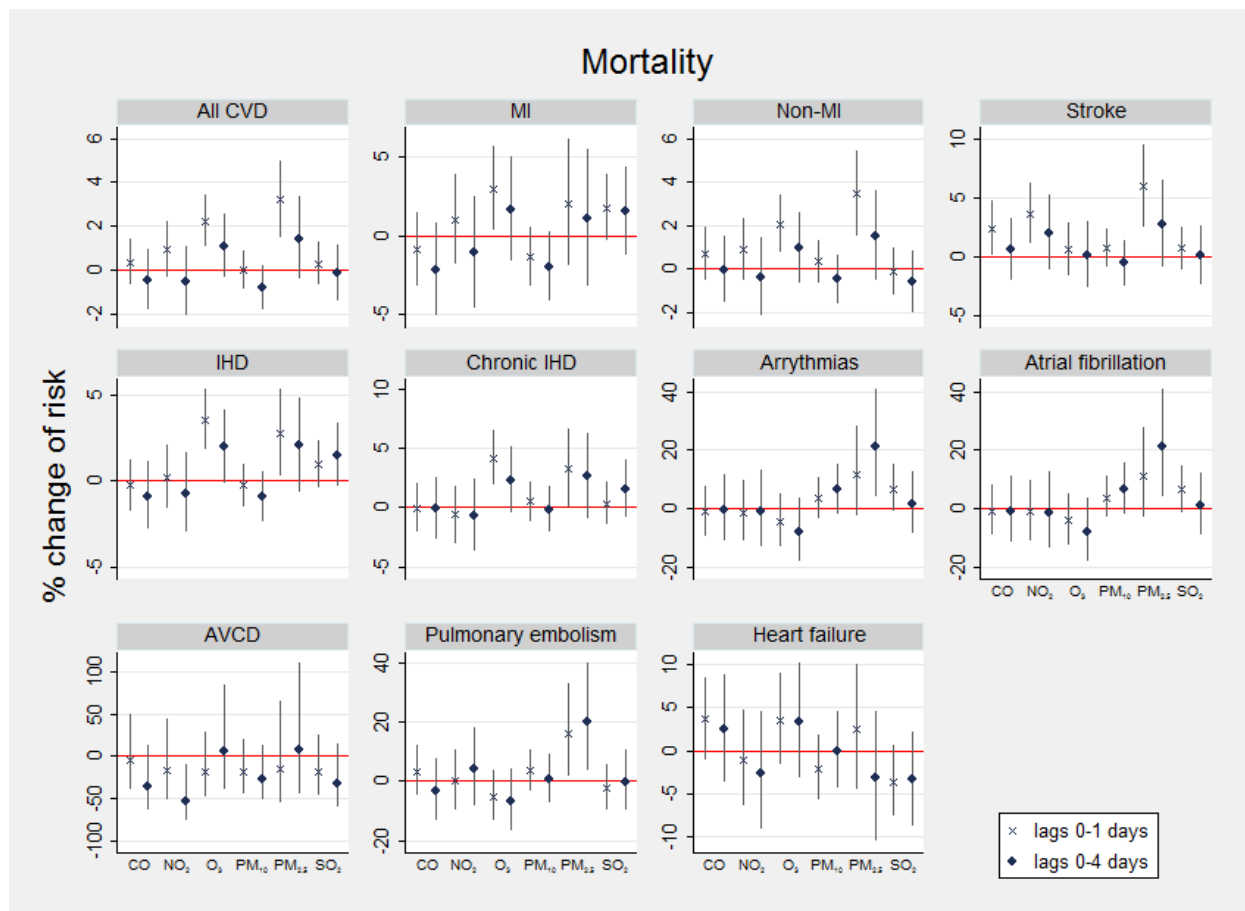 Mortality
All CVD MI Non-MI Stroke
6 4 2 0 -2
5 0 -5
6 4 2 0 -2
10 5 0 -5
% change of risk
IHD Chronic IHD Arrythmias Atrial fibrillation
5 0 -5
10 5 0 -5
40 20 0 -20
40 20 0 -20
CO NO₂ O₃ PM₁₀ PM₂.₅ SO₂
AVCD Pulmonary embolism Heart failure
100 50 0 -50 -100
40 20 0 -20
10 5 0 -5 -10
CO NO₂ O₃ PM₁₀ PM₂.₅ SO₂ CO NO₂ O₃ PM₁₀ PM₂.₅ SO₂ CO NO₂ O₃ PM₁₀ PM₂.₅ SO₂
lags 0-1 days
lags 0-4 days